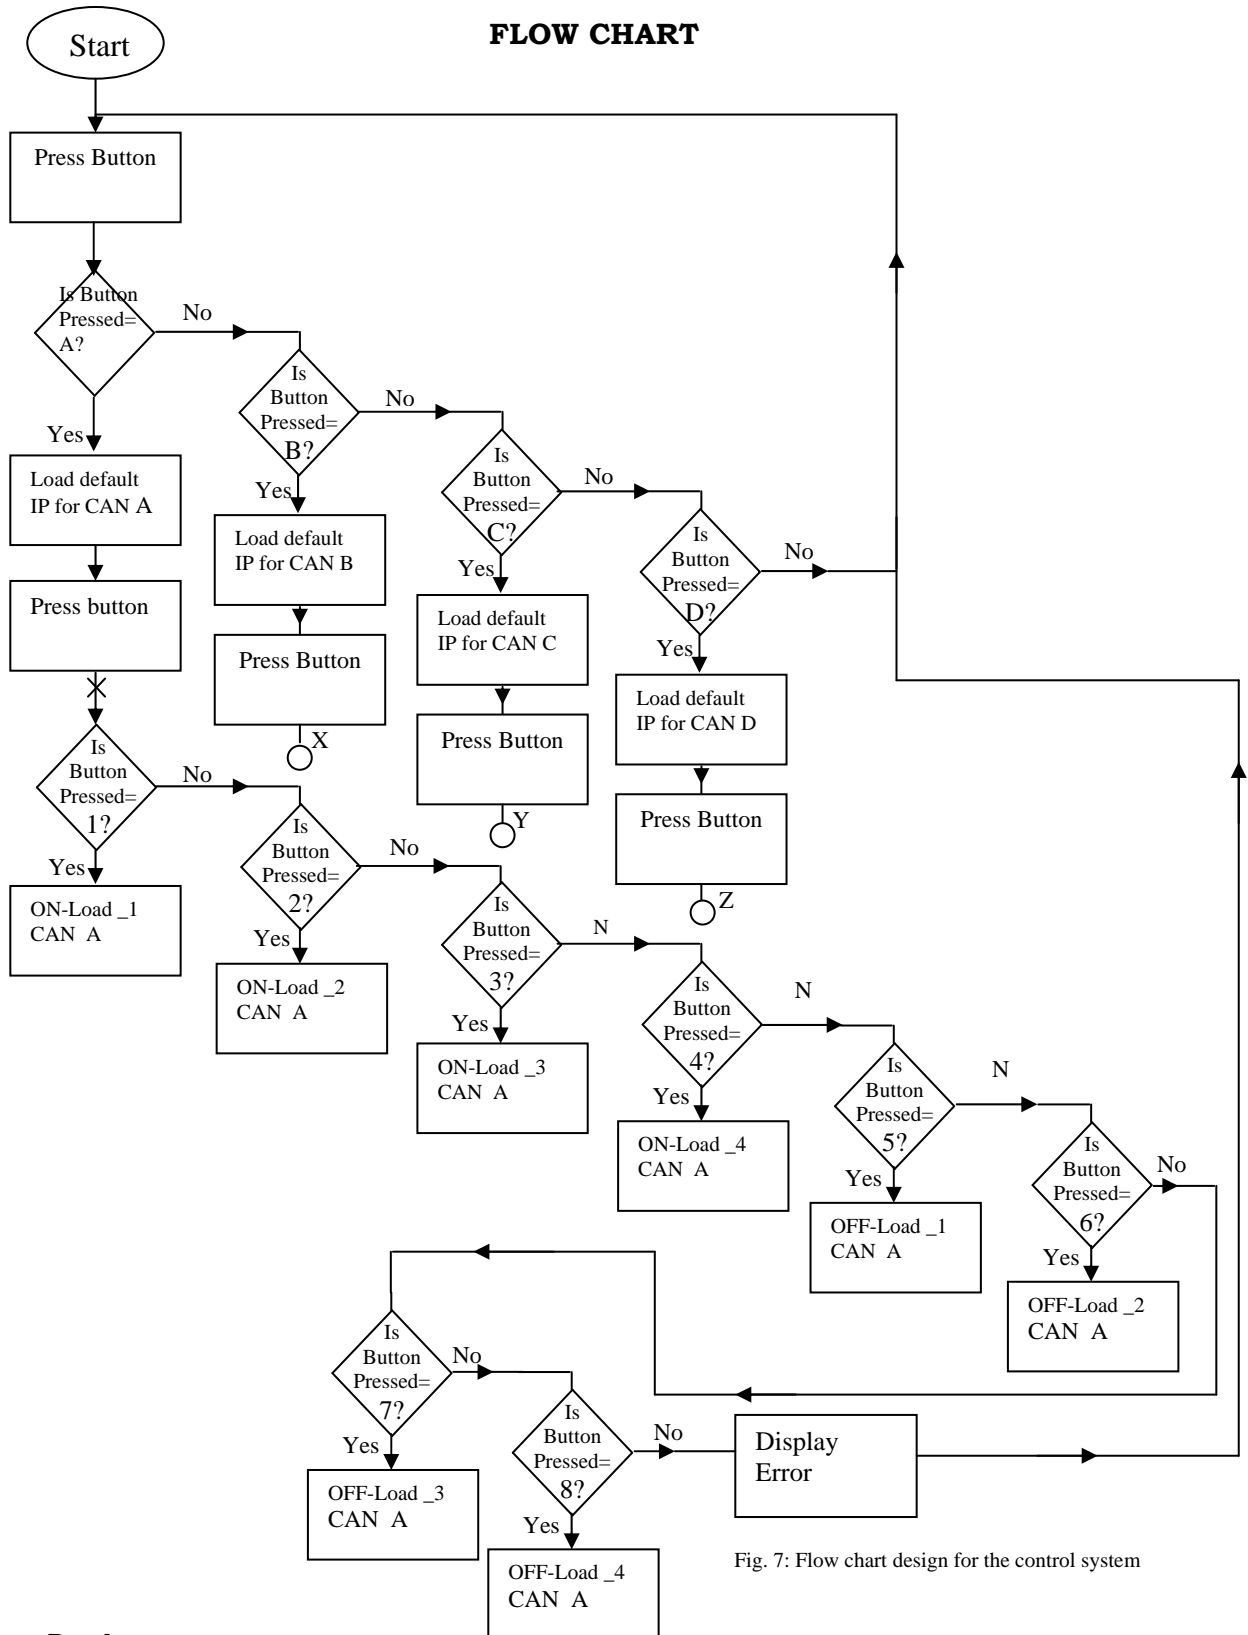 FLOW CHART
Start
Press Button
Is Button
Pressed=
A?
No
Yes
Is
Button
Pressed=
B?
No
Yes
Is
Button
Pressed=
C?
No
Yes
Is
Button
Pressed=
D?
No
Yes
Load default
IP for CAN A
Load default
IP for CAN B
Load default
IP for CAN C
Load default
IP for CAN D
Press button
Press Button
X
Press Button
Y
Press Button
Z
Is
Button
Pressed=
1?
No
Yes
ON-Load _1
CAN A
Is
Button
Pressed=
2?
No
Yes
ON-Load _2
CAN A
Is
Button
Pressed=
3?
N
Yes
ON-Load _3
CAN A
Is
Button
Pressed=
4?
N
Yes
ON-Load _4
CAN A
Is
Button
Pressed=
5?
N
Yes
OFF-Load _1
CAN A
Is
Button
Pressed=
6?
No
Yes
OFF-Load _2
CAN A
Is
Button
Pressed=
7?
No
Yes
OFF-Load _3
CAN A
Is
Button
Pressed=
8?
No
Yes
OFF-Load _4
CAN A
Display
Error
Fig. 7: Flow chart design for the control system